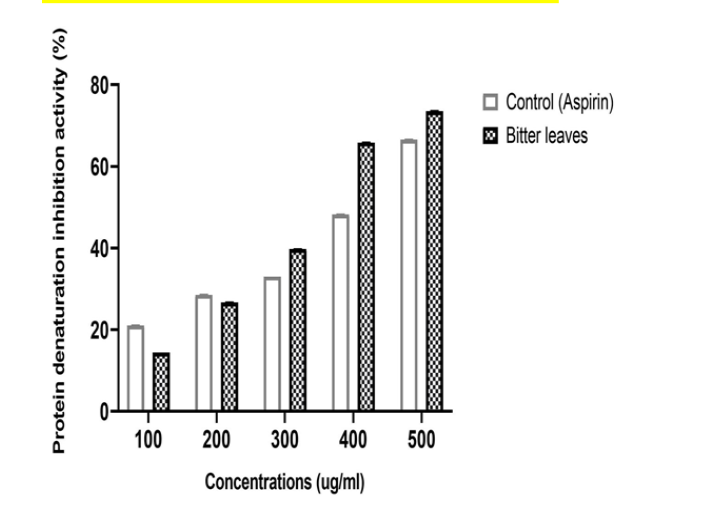 Protein denaturation inhibition activity (%)
80
60
40
20
0
100 200 300 400 500
Concentrations (ug/ml)
Control (Aspirin)
Bitter leaves